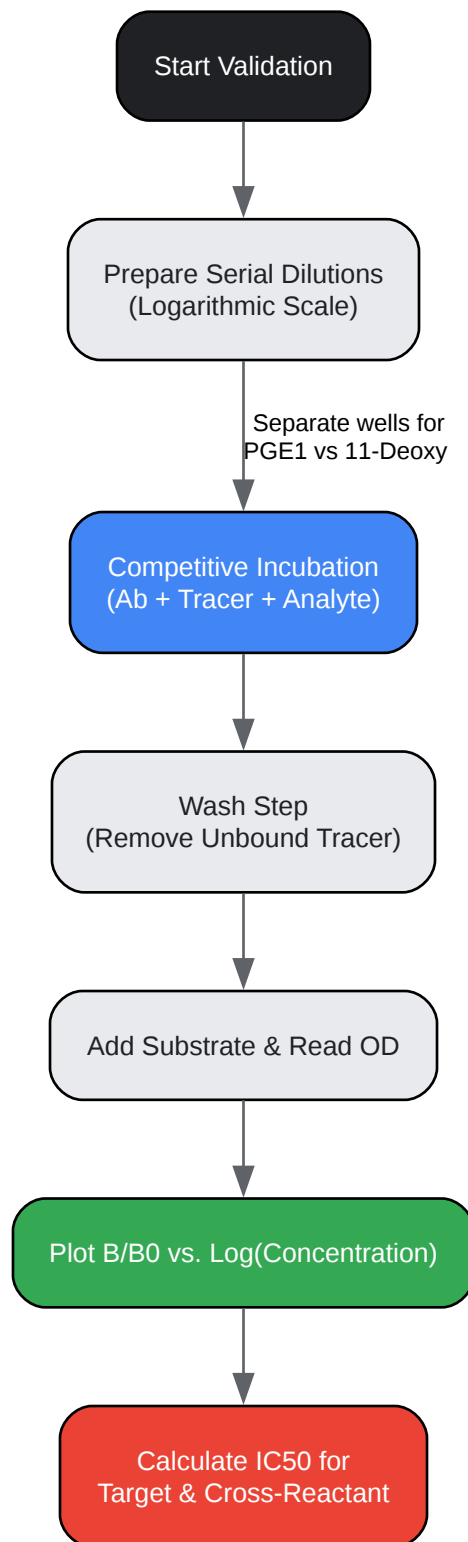 Start Validation
Prepare Serial Dilutions
(Logarithmic Scale)
Separate wells for
PGE1 vs 11-Deoxy
Competitive Incubation
(Ab + Tracer + Analyte)
Wash Step
(Remove Unbound Tracer)
Add Substrate & Read OD
Plot B/B0 vs. Log(Concentration)
Calculate IC50 for
Target & Cross-Reactant